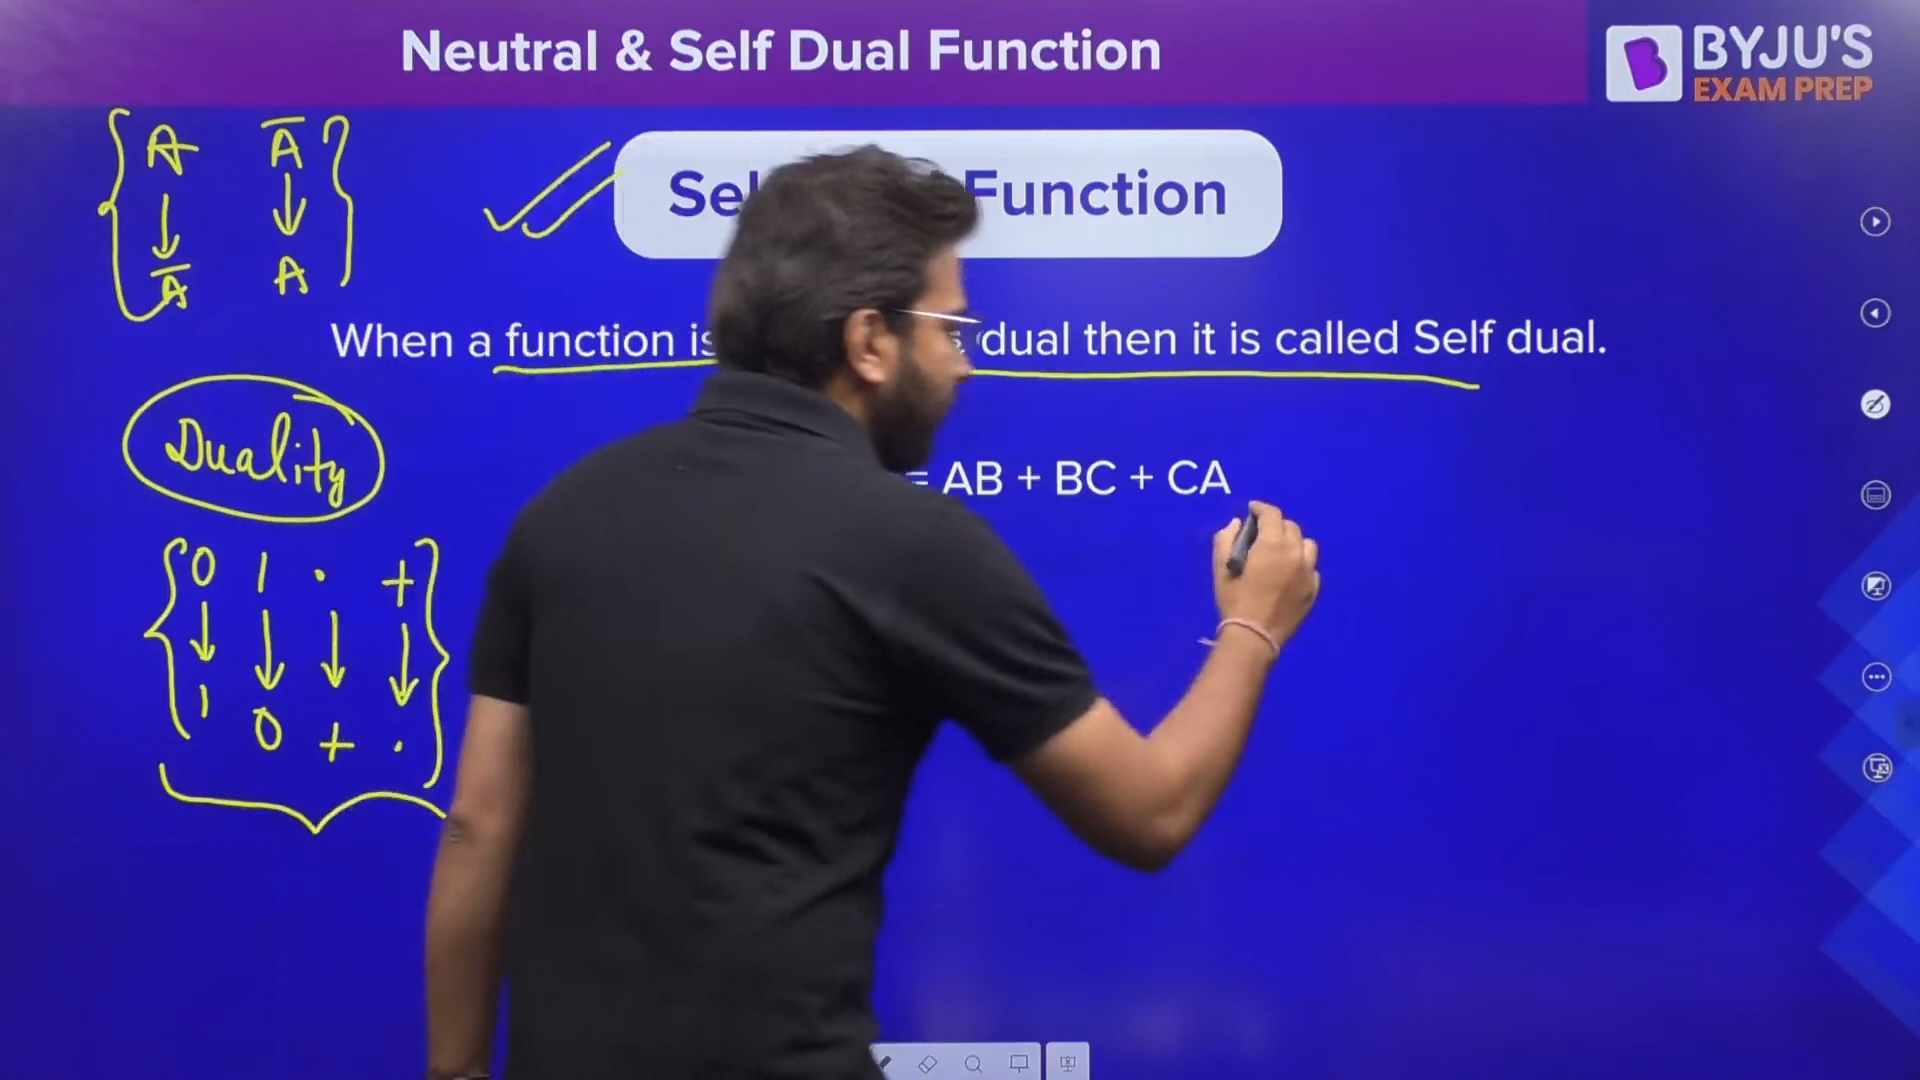 Neutral & Self Dual Function
BYJU'S
EXAM PREP
A A̅
↓ ↓
A̅ A
Function
When a function is dual then it is called Self dual.
Duality
= AB + BC + CA
0 1 · +
↓ ↓ ↓ ↓
1 0 + ·